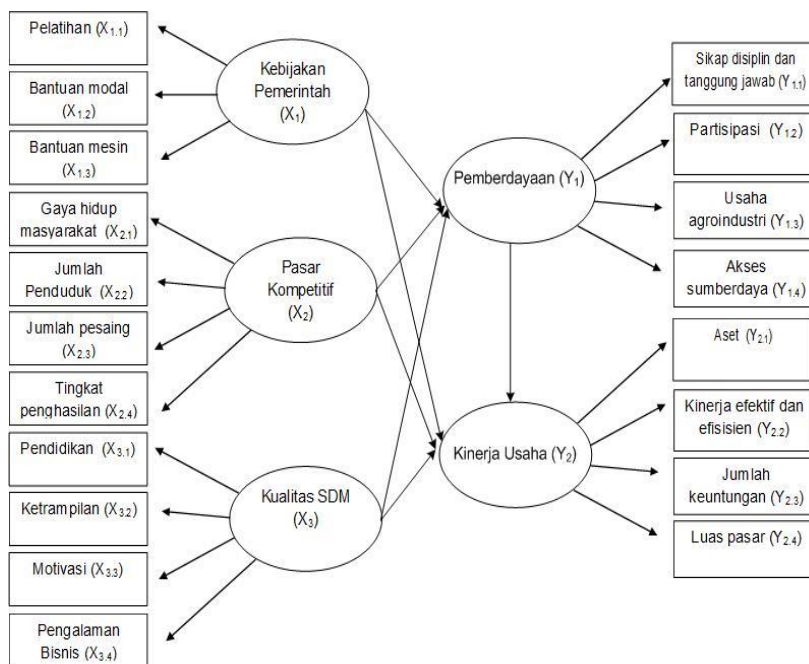 Pelatihan (X1.1)
Bantuan modal
(X1.2)
Bantuan mesin
(X1.3)
Gaya hidup
masyarakat (X2.1)
Jumlah
Penduduk (X2.2)
Jumlah pesaing
(X2.3)
Tingkat
penghasilan (X2.4)
Pendidikan (X3.1)
Ketrampilan (X3.2)
Motivasi (X3.3)
Pengalaman
Bisnis (X3.4)
Kebijakan
Pemerintah
(X1)
Pasar
Kompetitif
(X2)
Kualitas SDM
(X3)
Pemberdayaan (Y1)
Kinerja Usaha (Y2)
Sikap disiplin dan
tanggung jawab (Y1.1)
Partisipasi (Y1.2)
Usaha
agroindustri (Y1.3)
Akses
sumberdaya (Y1.4)
Aset (Y2.1)
Kinerja efektif dan
efisisien (Y2.2)
Jumlah
keuntungan (Y2.3)
Luas pasar (Y2.4)